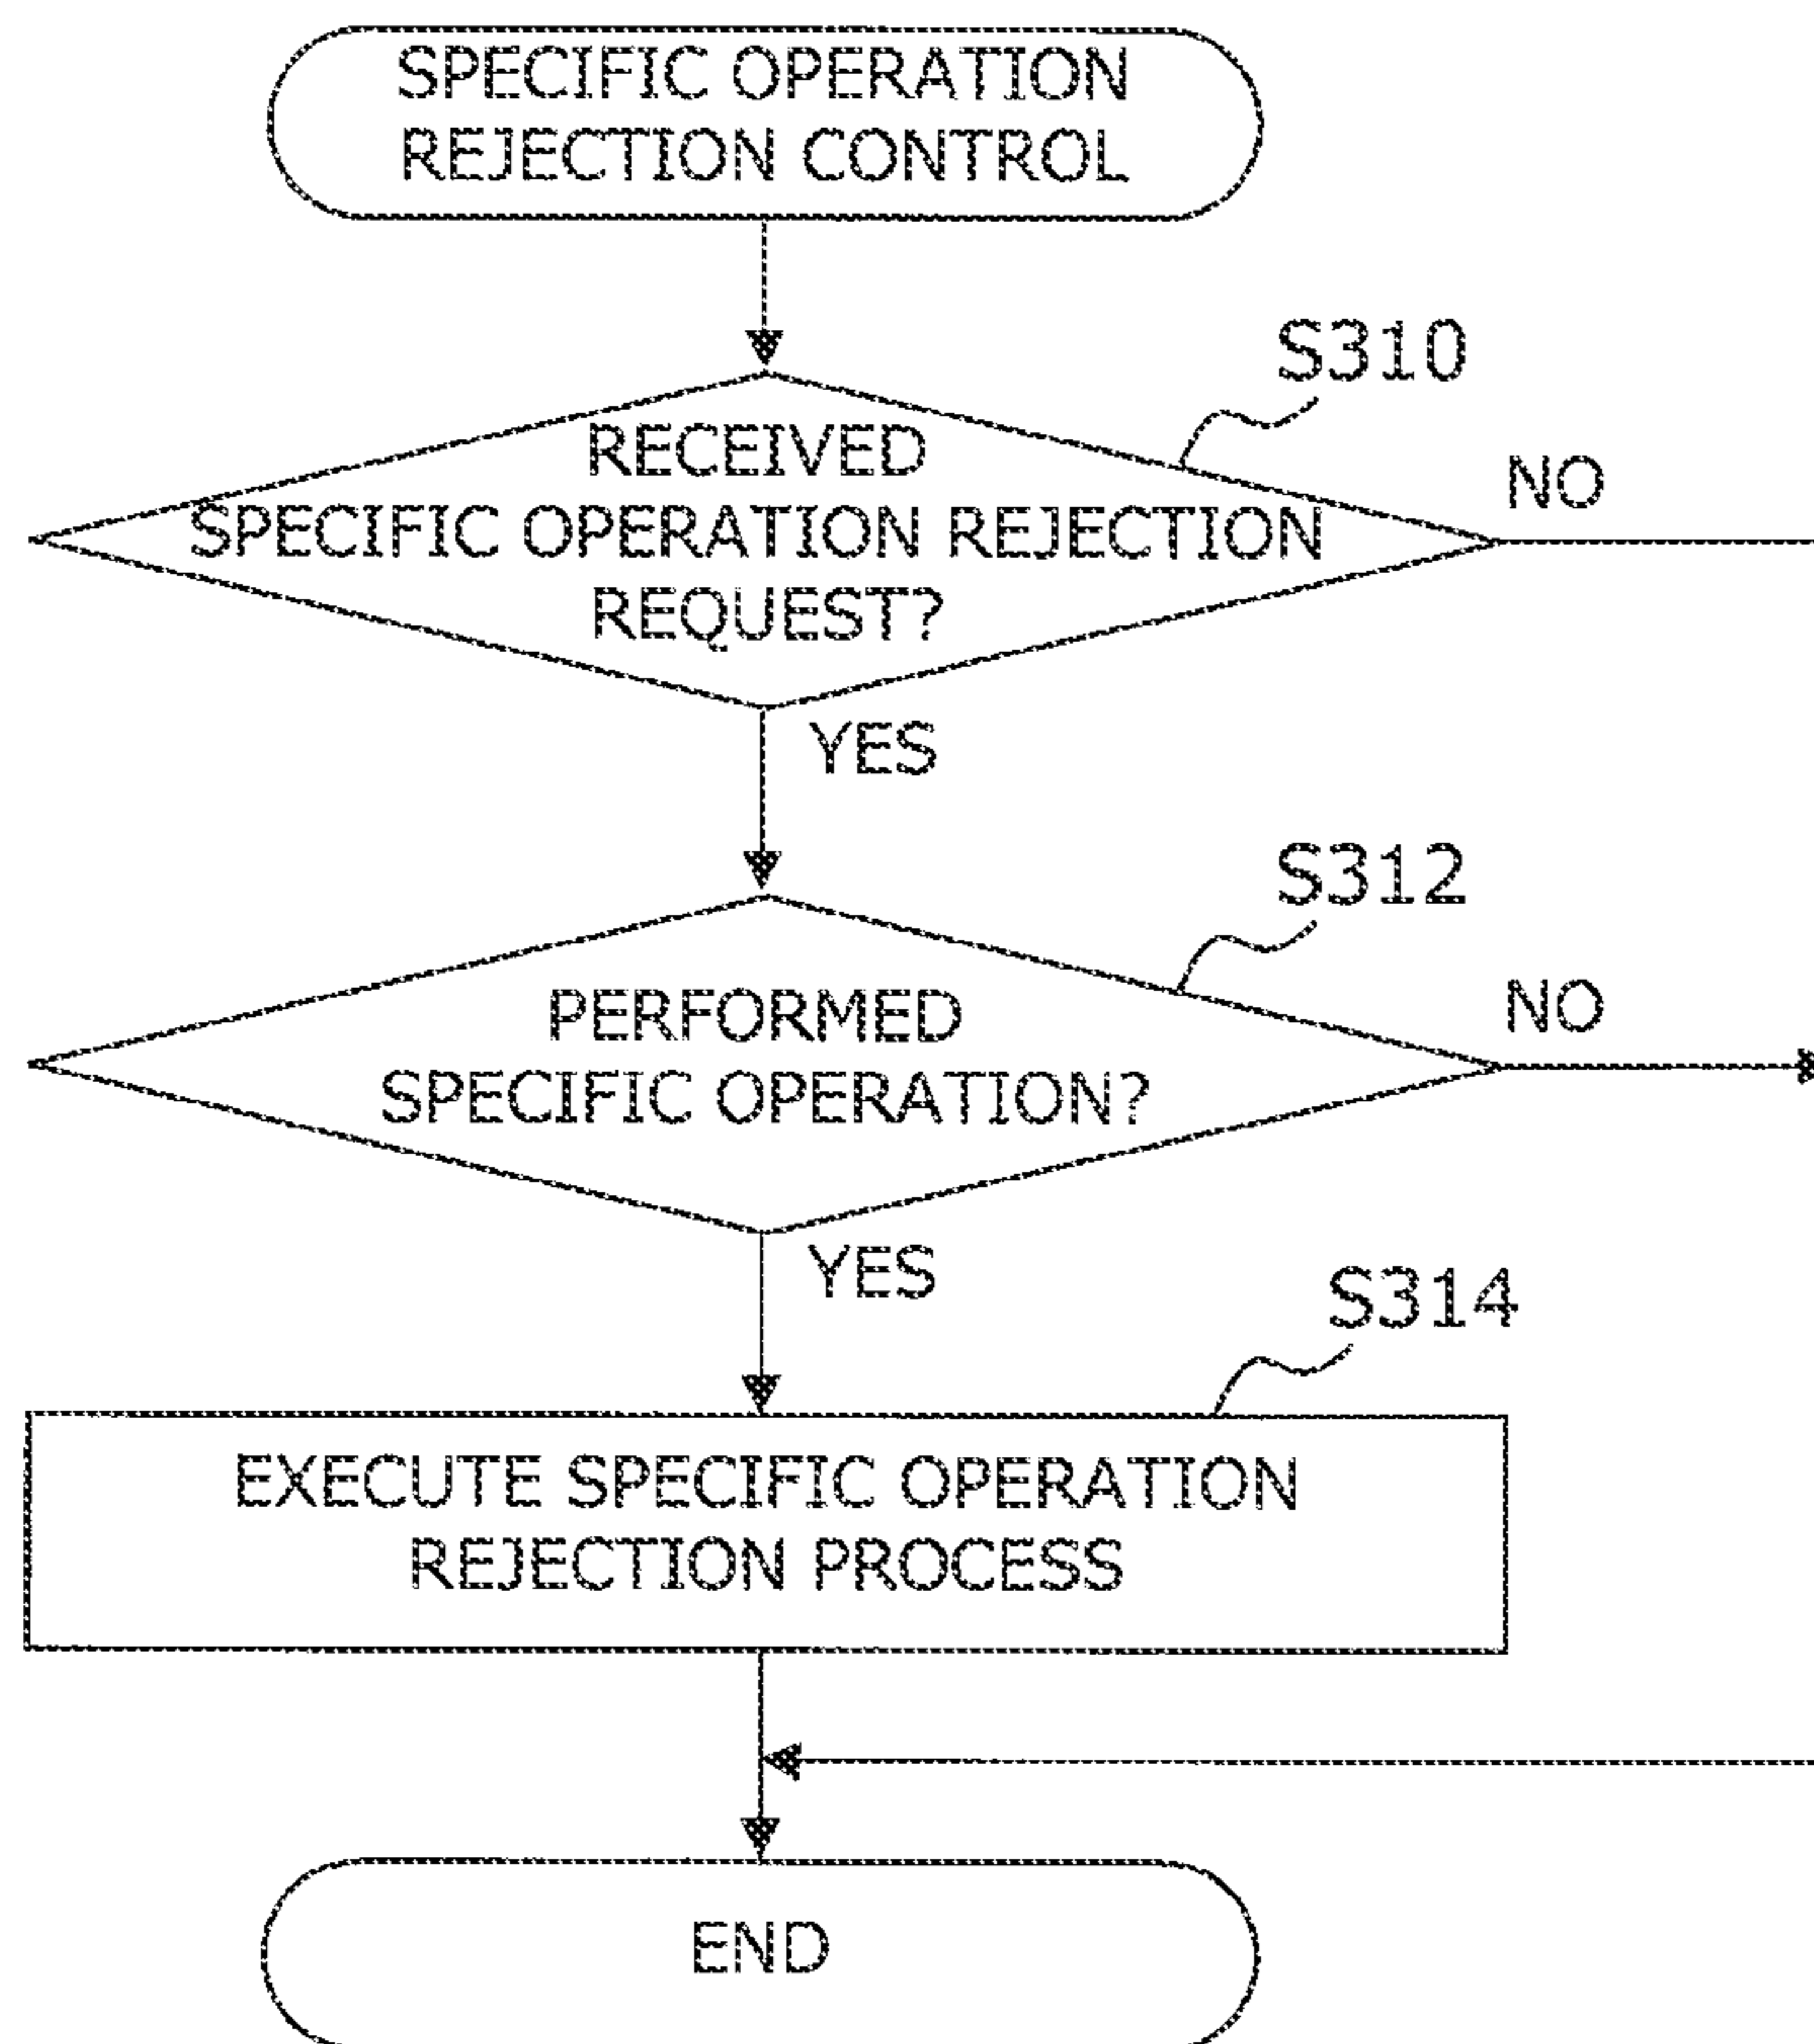 SPECIFIC OPERATION
REJECTION CONTROL
S310
RECEIVED
SPECIFIC OPERATION REJECTION
REQUEST?
NO
YES
S312
PERFORMED
SPECIFIC OPERATION?
NO
YES
S314
EXECUTE SPECIFIC OPERATION
REJECTION PROCESS
END